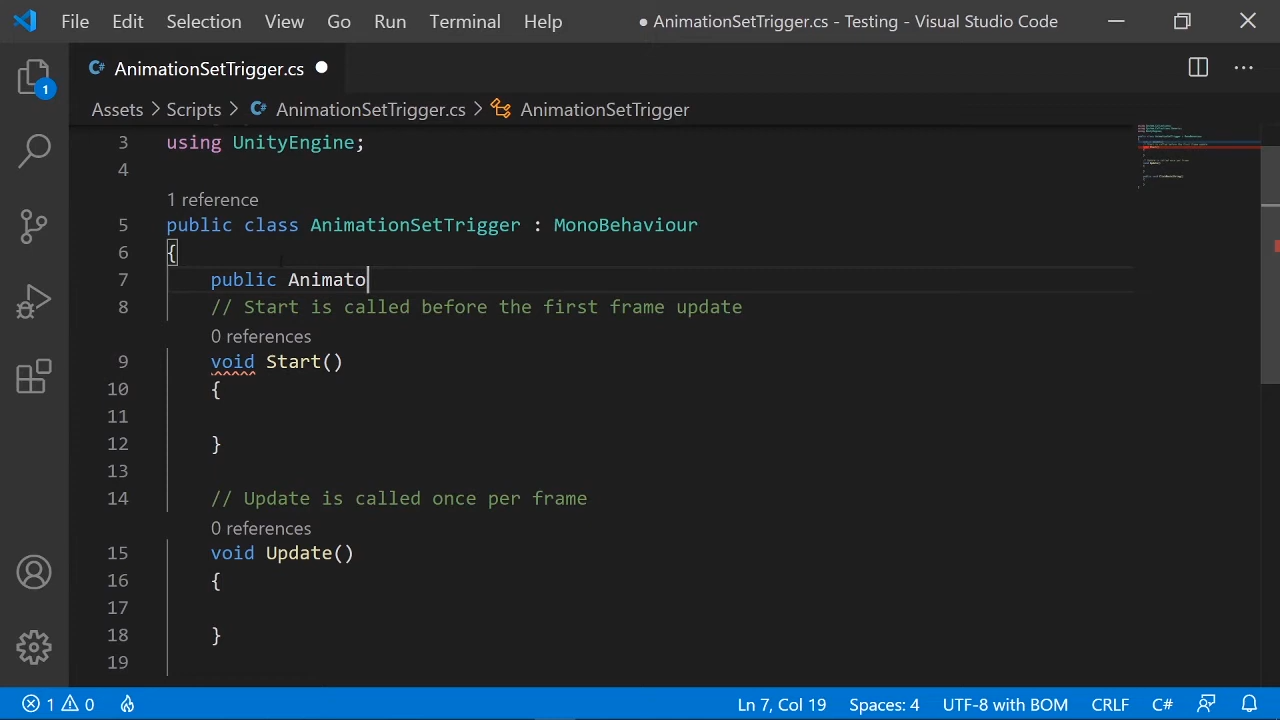 File Edit Selection View Go Run Terminal Help ● AnimationSetTrigger.cs - Testing - Visual Studio Code
AnimationSetTrigger.cs
1
Assets > Scripts > AnimationSetTrigger.cs > AnimationSetTrigger
3 using UnityEngine;
4
1 reference
5 public class AnimationSetTrigger : MonoBehaviour
6 {
7 public Animato
8 // Start is called before the first frame update
0 references
9 void Start()
10 {
11
12 }
13
14 // Update is called once per frame
0 references
15 void Update()
16 {
17
18 }
19
1 0 Ln 7, Col 19 Spaces: 4 UTF-8 with BOM CRLF C#